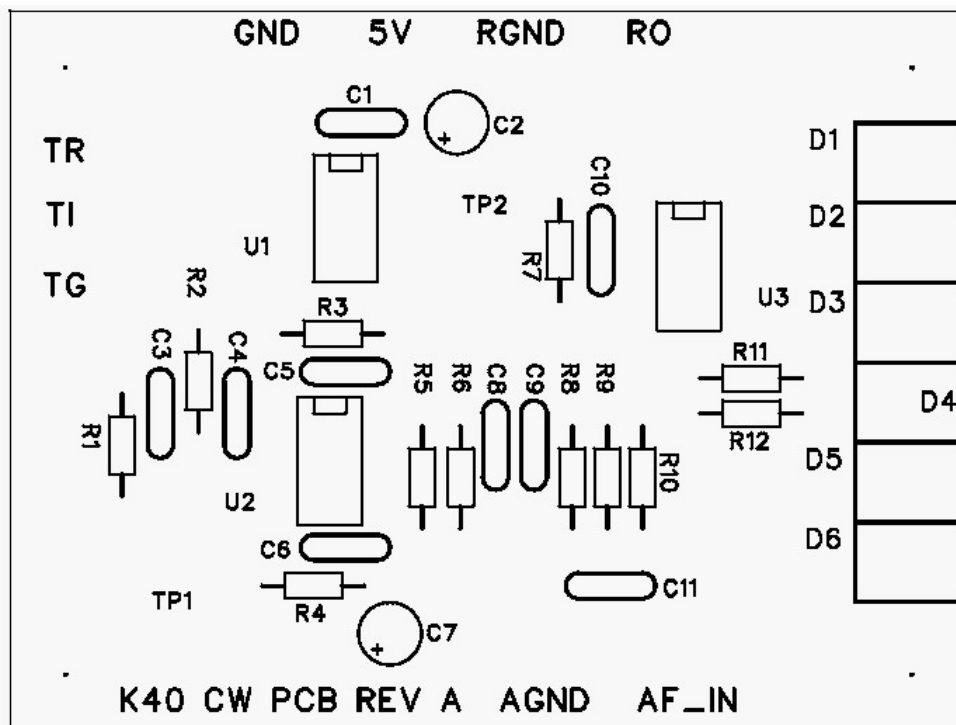 GND 5V RGND RO
C1
C2
D1
TR
C10
TP2
D2
TI
U1
R7
R2
TG
U3
D3
R3
C3
C4
C5
R5
R6
C8
C9
R8
R9
R11
D4
R1
R12
R10
D5
U2
C6
D6
C11
TP1
R4
C7
+
+
K40 CW PCB REV A AGND AF_IN